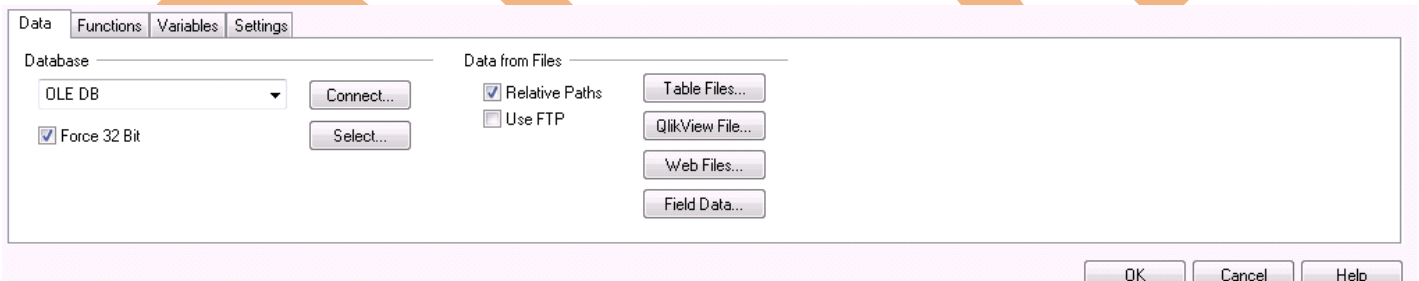 Data Functions Variables Settings
Database
OLE DB
Connect...
Force 32 Bit
Select...
Data from Files
Relative Paths
Use FTP
Table Files...
QlikView File...
Web Files...
Field Data...
OK Cancel Help